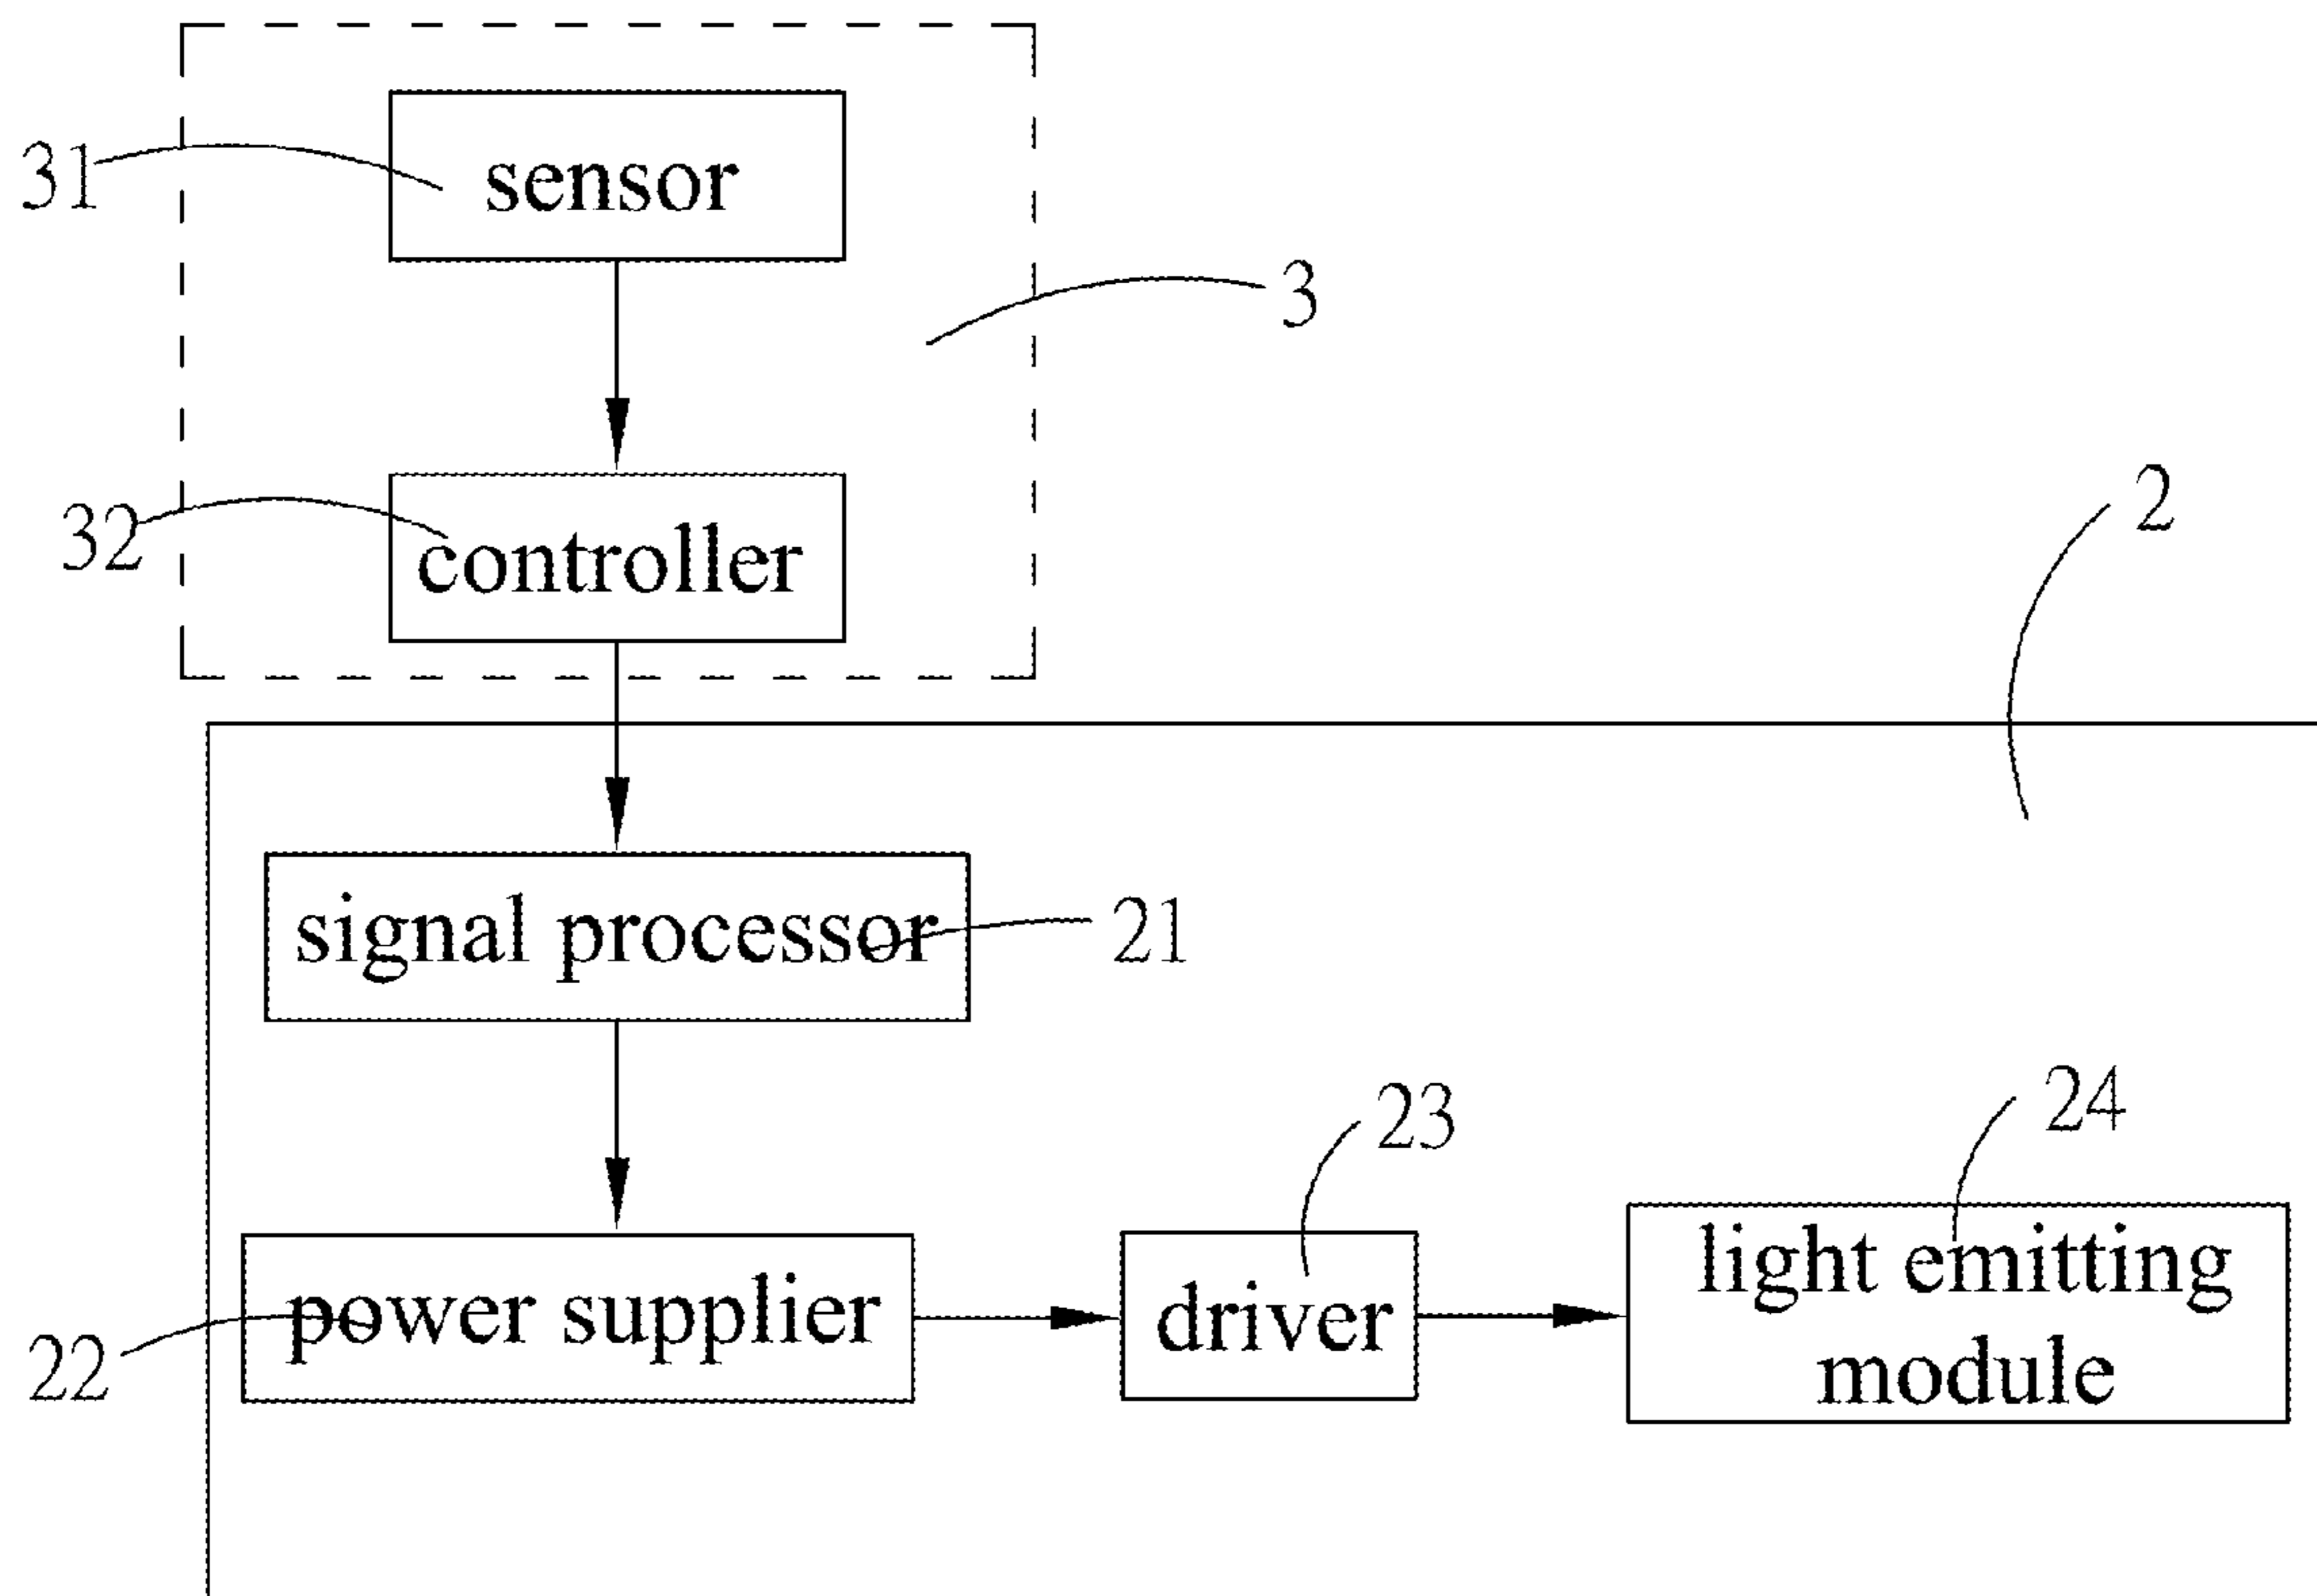 31
sensor
3
32
controller
2
signal processor
21
23
24
22
power supplier
driver
light emitting
module